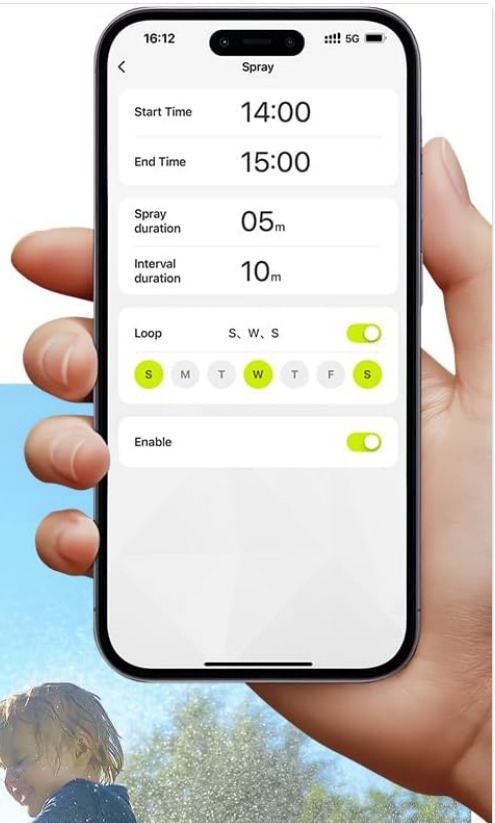 16:12
5G
Spray
Start Time 14:00
End Time 15:00
Spray
duration
05m
Interval
duration
10m
Loop S、W、S
S M T W T F S
Enable